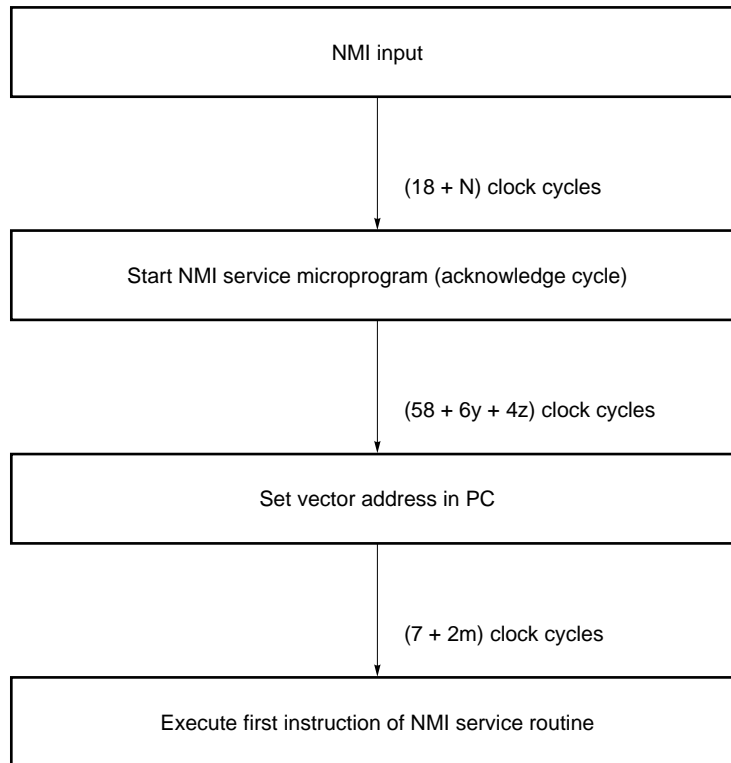 NMI input
(18 + N) clock cycles
Start NMI service microprogram (acknowledge cycle)
(58 + 6y + 4z) clock cycles
Set vector address in PC
(7 + 2m) clock cycles
Execute first instruction of NMI service routine